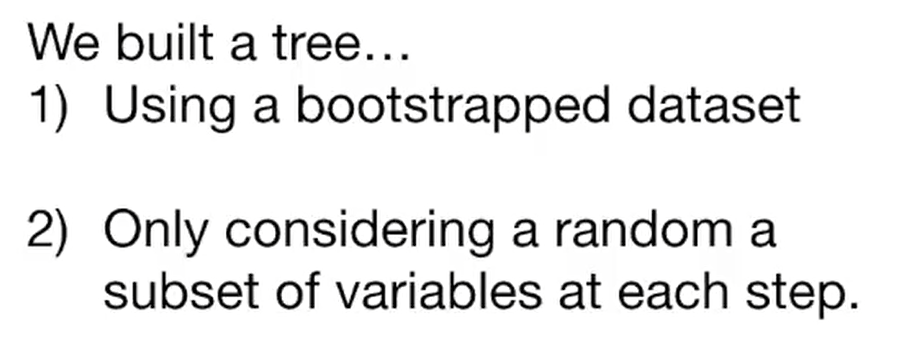 We built a tree…
1) Using a bootstrapped dataset
2) Only considering a random a
subset of variables at each step.